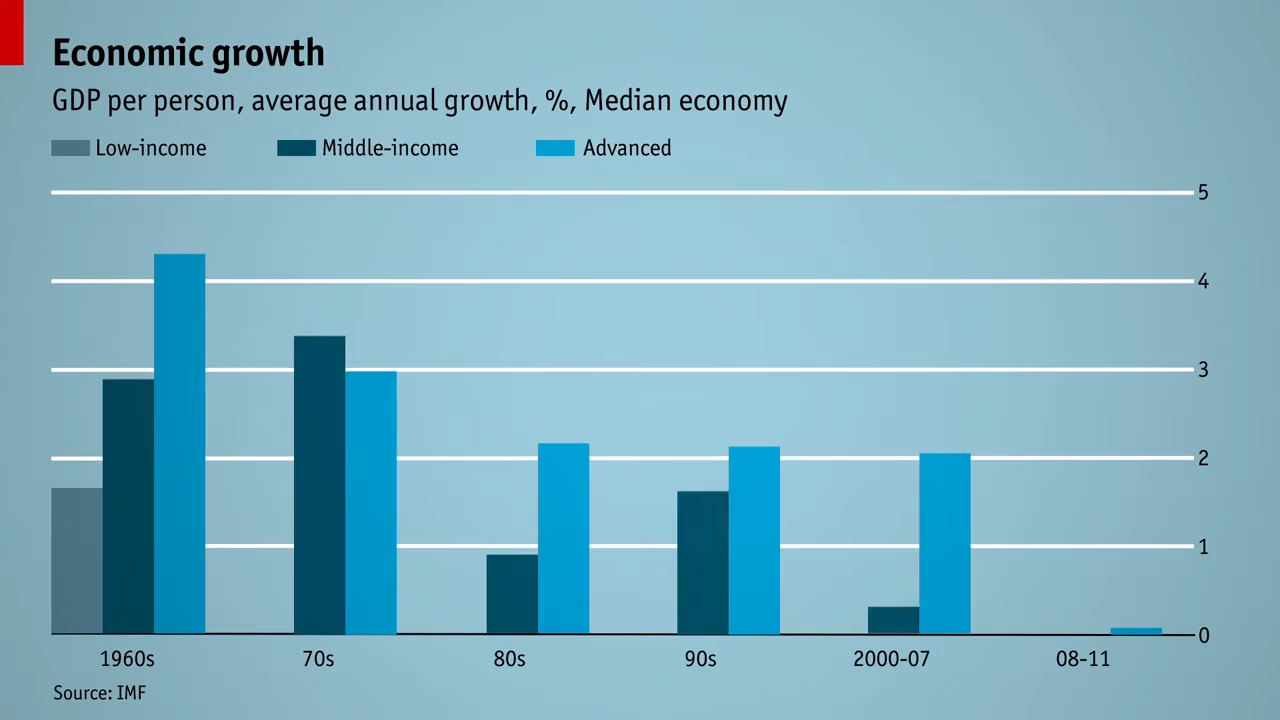 Economic growth
GDP per person, average annual growth, %, Median economy
Low-income Middle-income Advanced
5
4
3
2
1
0
1960s 70s 80s 90s 2000-07 08-11
Source: IMF